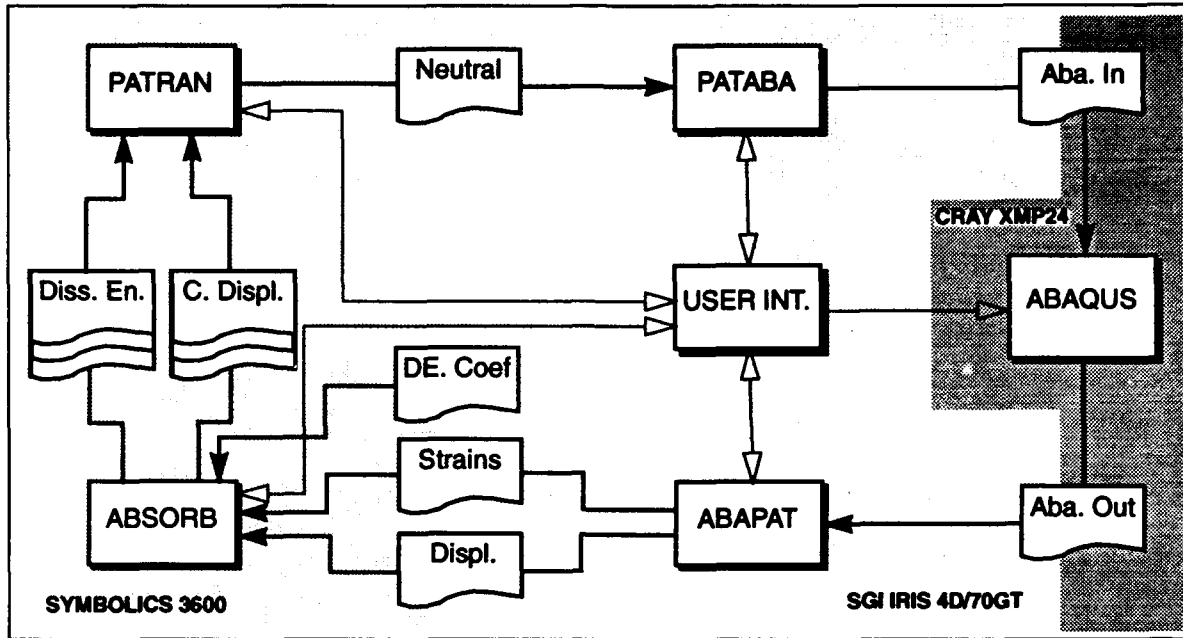 PATRAN
Neutral
PATABA
Aba. In
CRAY XMP24
Diss. En.
C. Displ.
USER INT.
ABAQUS
DE. Coef
Strains
ABSORB
ABAPAT
Aba. Out
Displ.
SYMBOLICS 3600
SGI IRIS 4D/70GT